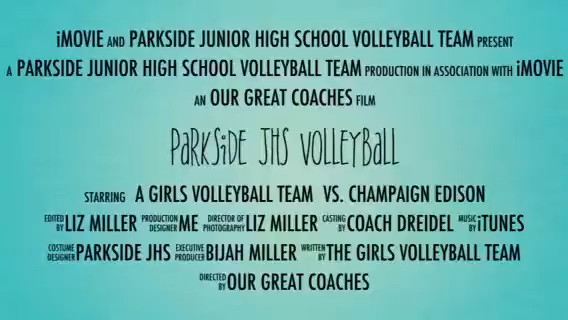 iMOVIE AND PARKSIDE JUNIOR HIGH SCHOOL VOLLEYBALL TEAM PRESENT
A PARKSIDE JUNIOR HIGH SCHOOL VOLLEYBALL TEAM PRODUCTION IN ASSOCIATION WITH iMOVIE
AN OUR GREAT COACHES FILM
PARKSiDE JHS VOLLEYBALL
STARRING A GIRLS VOLLEYBALL TEAM VS. CHAMPAIGN EDISON
EDITED BY LIZ MILLER PRODUCTION DESIGNER ME DIRECTOR OF PHOTOGRAPHY LIZ MILLER CASTING BY COACH DREIDEL MUSIC BY iTUNES
COSTUME DESIGNER PARKSIDE JHS EXECUTIVE PRODUCER BIJAH MILLER WRITTEN BY THE GIRLS VOLLEYBALL TEAM
DIRECTED BY OUR GREAT COACHES